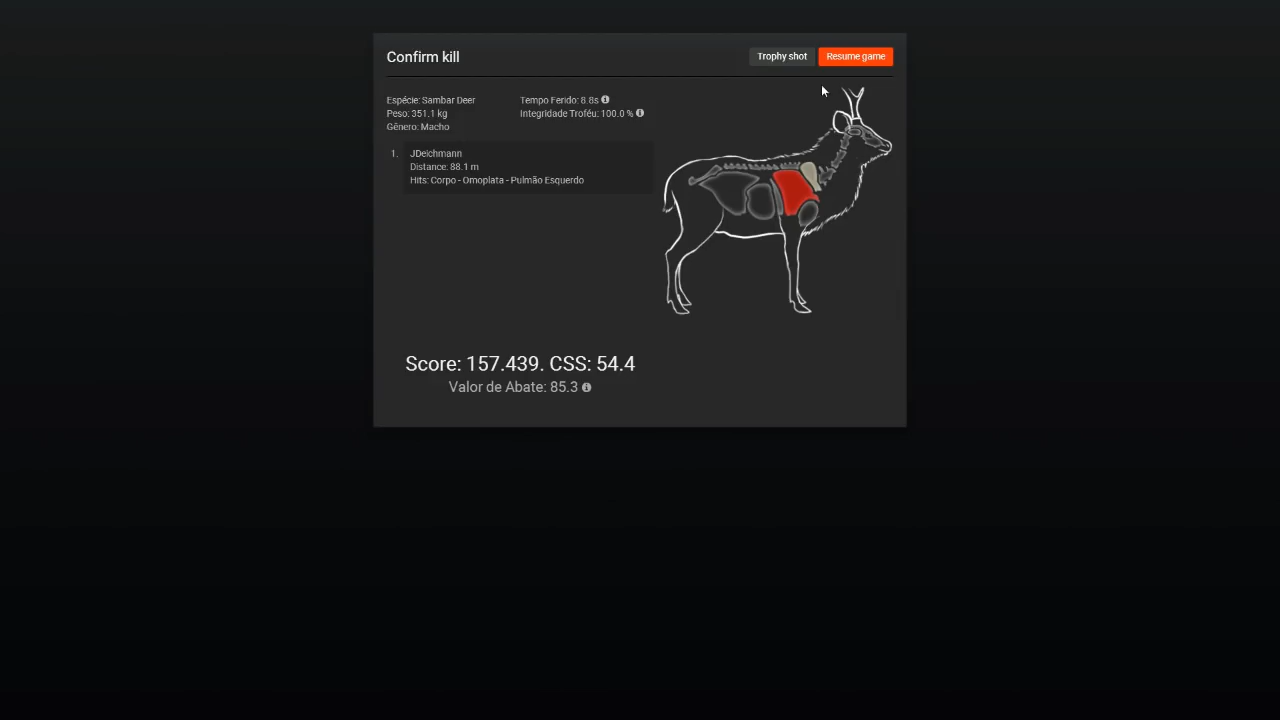 Confirm kill
Trophy shot
Resume game
Espécie: Sambar Deer
Peso: 351.1 kg
Gênero: Macho
Tempo Ferido: 8.8s
Integridade Troféu: 100.0 %
1. JDeichmann
Distance: 88.1 m
Hits: Corpo - Omoplata - Pulmão Esquerdo
Score: 157.439. CSS: 54.4
Valor de Abate: 85.3